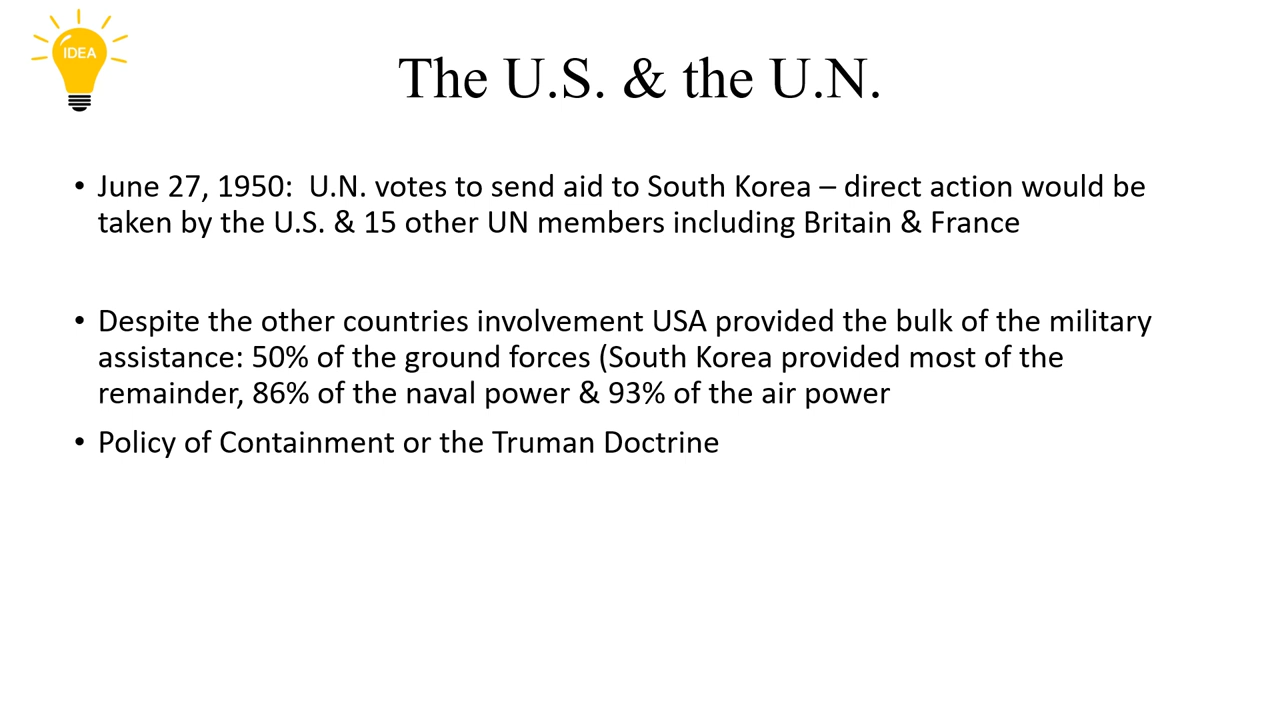 IDEA
The U.S. & the U.N.
• June 27, 1950:  U.N. votes to send aid to South Korea – direct action would be
taken by the U.S. & 15 other UN members including Britain & France
• Despite the other countries involvement USA provided the bulk of the military
assistance: 50% of the ground forces (South Korea provided most of the
remainder, 86% of the naval power & 93% of the air power
• Policy of Containment or the Truman Doctrine